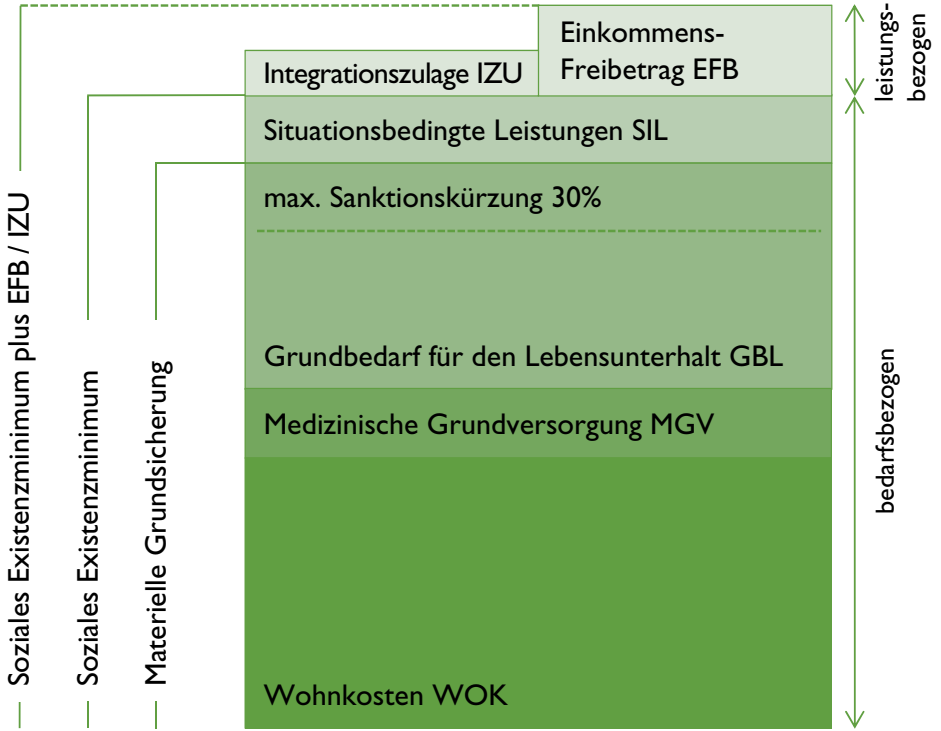 Einkommens-
Freibetrag EFB
Integrationszulage IZU
Situationsbedingte Leistungen SIL
max. Sanktionskürzung 30%
Grundbedarf für den Lebensunterhalt GBL
Medizinische Grundversorgung MGV
Wohnkosten WOK
Soziales Existenzminimum plus EFB / IZU
Soziales Existenzminimum
Materielle Grundsicherung
leistungs-
bezogen
bedarfsbezogen